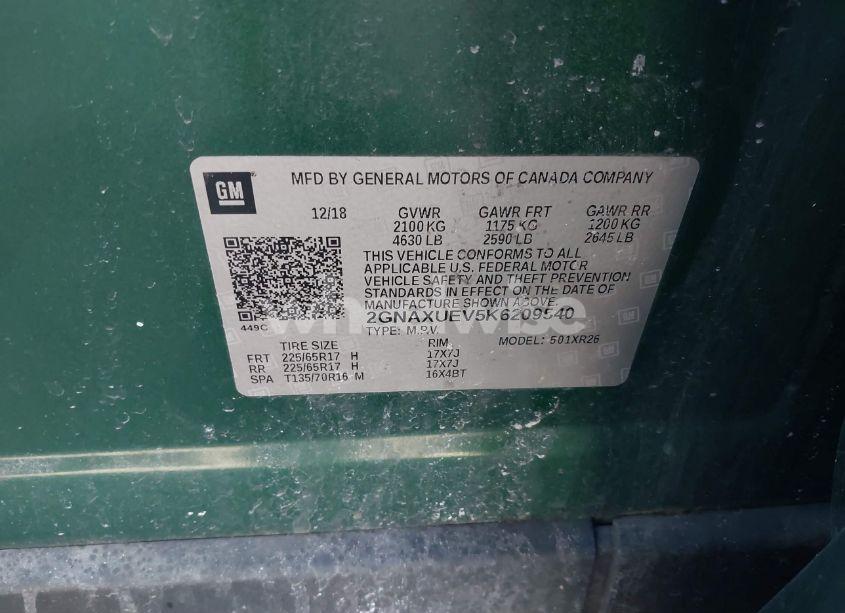 GM
MFD BY GENERAL MOTORS OF CANADA COMPANY
12/18 GVWR GAWR FRT GAWR RR
2100 KG 1175 KG 1200 KG
4630 LB 2590 LB 2645 LB
THIS VEHICLE CONFORMS TO ALL
APPLICABLE U.S. FEDERAL MOTOR
VEHICLE SAFETY AND THEFT PREVENTION
STANDARDS IN EFFECT ON THE DATE OF
MANUFACTURE SHOWN ABOVE.
2GNAXUEV5K6209540
449C
TYPE: M.P.V. MODEL: 501XR26
TIRE SIZE RIM
FRT 225/65R17 H 17X7J
RR 225/65R17 H 17X7J
SPA T135/70R16 M 16X4BT